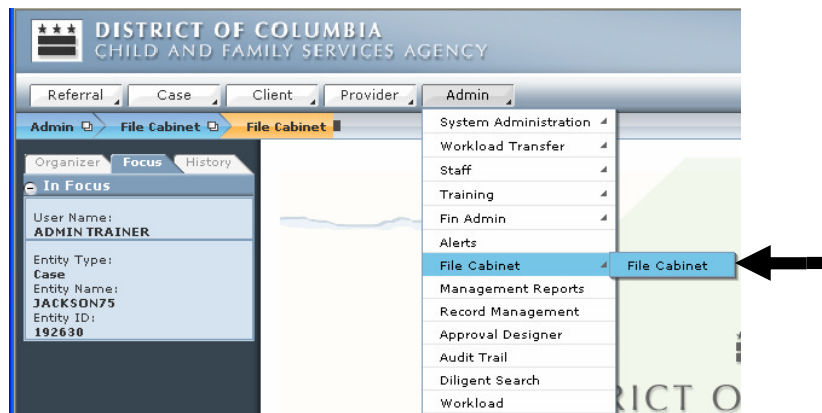 DISTRICT OF COLUMBIA
CHILD AND FAMILY SERVICES AGENCY
Referral Case Client Provider Admin
Admin File Cabinet File Cabinet
Organizer Focus History
In Focus
User Name:
ADMIN TRAINER
Entity Type:
Case
Entity Name:
JACKSON75
Entity ID:
192630
System Administration
Workload Transfer
Staff
Training
Fin Admin
Alerts
File Cabinet File Cabinet
Management Reports
Record Management
Approval Designer
Audit Trail
Diligent Search
Workload
RICT O